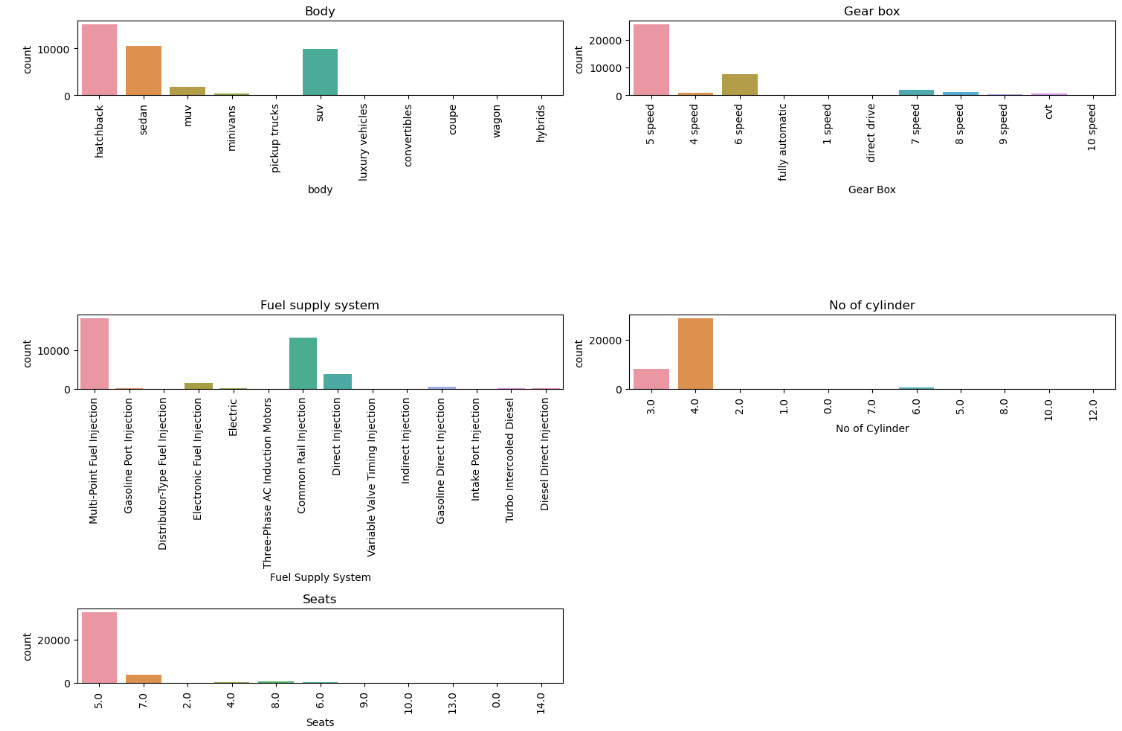 Body
count
10000
0
hatchback
sedan
muv
minivans
pickup trucks
suv
luxury vehicles
convertibles
coupe
wagon
hybrids
body
Gear box
count
20000
10000
0
5 speed
4 speed
6 speed
fully automatic
1 speed
direct drive
7 speed
8 speed
9 speed
cvt
10 speed
Gear Box
Fuel supply system
count
10000
0
Multi-Point Fuel Injection
Gasoline Port Injection
Distributor-Type Fuel Injection
Electronic Fuel Injection
Electric
Three-Phase AC Induction Motors
Common Rail Injection
Direct Injection
Variable Valve Timing Injection
Indirect Injection
Gasoline Direct Injection
Intake Port Injection
Turbo Intercooled Diesel
Diesel Direct Injection
Fuel Supply System
No of cylinder
count
20000
0
3.0
4.0
2.0
1.0
0.0
7.0
6.0
5.0
8.0
10.0
12.0
No of Cylinder
Seats
count
20000
0
5.0
7.0
2.0
4.0
8.0
6.0
9.0
10.0
13.0
0.0
14.0
Seats